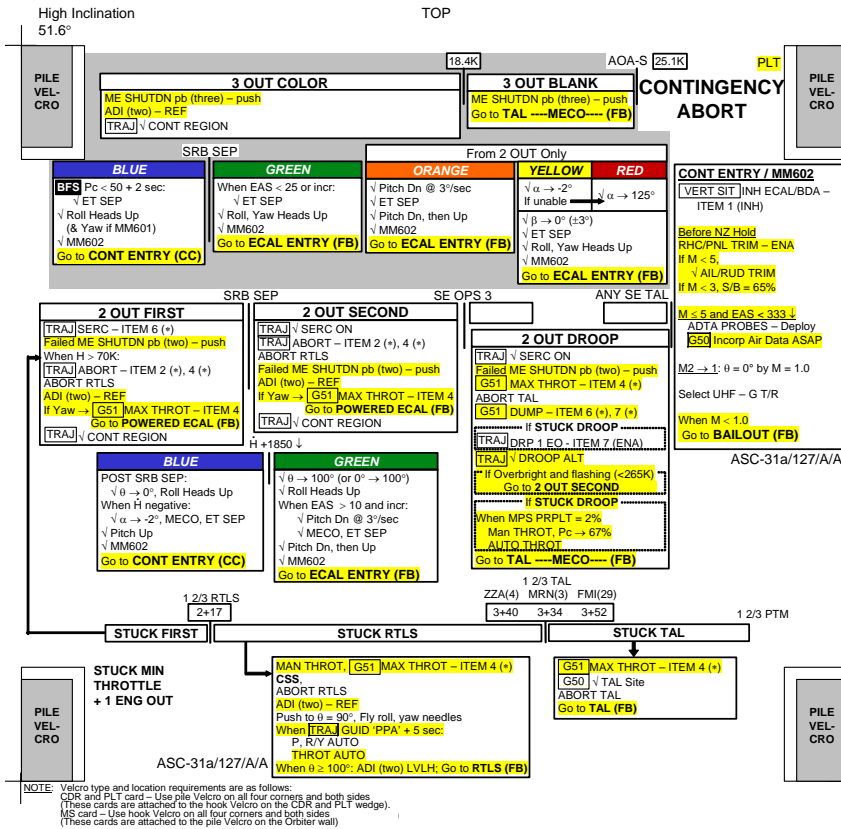 High Inclination
51.6°
TOP
PILE
VEL-
CRO
18.4K
AOA-S 25.1K
PLT
PILE
VEL-
CRO
CONTINGENCY
ABORT
3 OUT COLOR
ME SHUTDN pb (three) – push
ADI (two) – REF
TRAJ √ CONT REGION
3 OUT BLANK
ME SHUTDN pb (three) – push
Go to TAL ----MECO---- (FB)
SRB SEP
From 2 OUT Only
BLUE
BFS Pc < 50 + 2 sec:
√ ET SEP
√ Roll Heads Up
(& Yaw if MM601)
√ MM602
Go to CONT ENTRY (CC)
GREEN
When EAS < 25 or incr:
√ ET SEP
√ Roll, Yaw Heads Up
√ MM602
Go to ECAL ENTRY (FB)
ORANGE
√ Pitch Dn @ 3°/sec
√ ET SEP
√ Pitch Dn, then Up
√ MM602
Go to ECAL ENTRY (FB)
YELLOW
√ α → -2°
If unable
RED
√ α → 125°
√ β → 0° (±3°)
√ ET SEP
√ Roll, Yaw Heads Up
√ MM602
Go to ECAL ENTRY (FB)
CONT ENTRY / MM602
VERT SIT INH ECAL/BDA –
ITEM 1 (INH)
Before NZ Hold
RHC/PNL TRIM – ENA
If M < 5,
√ AIL/RUD TRIM
If M < 3, S/B = 65%
M ≤ 5 and EAS < 333 ↓
ADTA PROBES – Deploy
G50 Incorp Air Data ASAP
M2 → 1: θ = 0° by M = 1.0
Select UHF – G T/R
When M < 1.0
Go to BAILOUT (FB)
ASC-31a/127/A/A
SRB SEP
SE OPS 3
ANY SE TAL
2 OUT FIRST
TRAJ SERC – ITEM 6 (*)
Failed ME SHUTDN pb (two) – push
When H > 70K:
TRAJ ABORT – ITEM 2 (*), 4 (*)
ABORT RTLS
ADI (two) – REF
If Yaw → G51 MAX THROT - ITEM 4
Go to POWERED ECAL (FB)
TRAJ √ CONT REGION
2 OUT SECOND
TRAJ √ SERC ON
TRAJ ABORT – ITEM 2 (*), 4 (*)
ABORT RTLS
Failed ME SHUTDN pb (two) – push
ADI (two) – REF
If Yaw → G51 MAX THROT - ITEM 4
Go to POWERED ECAL (FB)
TRAJ √ CONT REGION
2 OUT DROOP
TRAJ √ SERC ON
Failed ME SHUTDN pb (two) – push
G51 MAX THROT – ITEM 4 (*)
ABORT TAL
G51 DUMP – ITEM 6 (*), 7 (*)
If STUCK DROOP
TRAJ DRP 1 EO - ITEM 7 (ENA)
TRAJ √ DROOP ALT
If Overbright and flashing (<265K)
Go to 2 OUT SECOND
If STUCK DROOP
When MPS PRPLT = 2%
Man THROT, Pc → 67%
AUTO THROT
Go to TAL ----MECO---- (FB)
Ḣ +1850 ↓
BLUE
POST SRB SEP:
√ θ → 0°, Roll Heads Up
When Ḣ negative:
√ α → -2°, MECO, ET SEP
√ Pitch Up
√ MM602
Go to CONT ENTRY (CC)
GREEN
√ θ → 100° (or 0° → 100°)
√ Roll Heads Up
When EAS > 10 and incr:
√ Pitch Dn @ 3°/sec
√ MECO, ET SEP
√ Pitch Dn, then Up
√ MM602
Go to ECAL ENTRY (FB)
1 2/3 RTLS
2+17
1 2/3 TAL
ZZA(4) MRN(3) FMI(29)
3+40 3+34 3+52
1 2/3 PTM
STUCK FIRST
STUCK RTLS
STUCK TAL
STUCK MIN
THROTTLE
+ 1 ENG OUT
MAN THROT, G51 MAX THROT – ITEM 4 (*)
CSS,
ABORT RTLS
ADI (two) – REF
Push to θ = 90°, Fly roll, yaw needles
When TRAJ GUID ‘PPA’ + 5 sec:
P, R/Y AUTO
THROT AUTO
When θ ≥ 100°: ADI (two) LVLH; Go to RTLS (FB)
G51 MAX THROT – ITEM 4 (*)
G50 √ TAL Site
ABORT TAL
Go to TAL (FB)
PILE
VEL-
CRO
PILE
VEL-
CRO
ASC-31a/127/A/A
NOTE: Velcro type and location requirements are as follows:
CDR and PLT card – Use pile Velcro on all four corners and both sides
(These cards are attached to the hook Velcro on the CDR and PLT wedge).
MS card – Use hook Velcro on all four corners and both sides
(These cards are attached to the pile Velcro on the Orbiter wall)